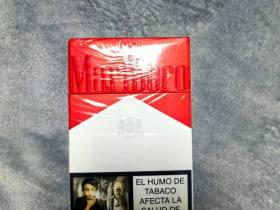 Marlboro
EL HUMO DE
TABACO
AFECTA LA
SALUD DE